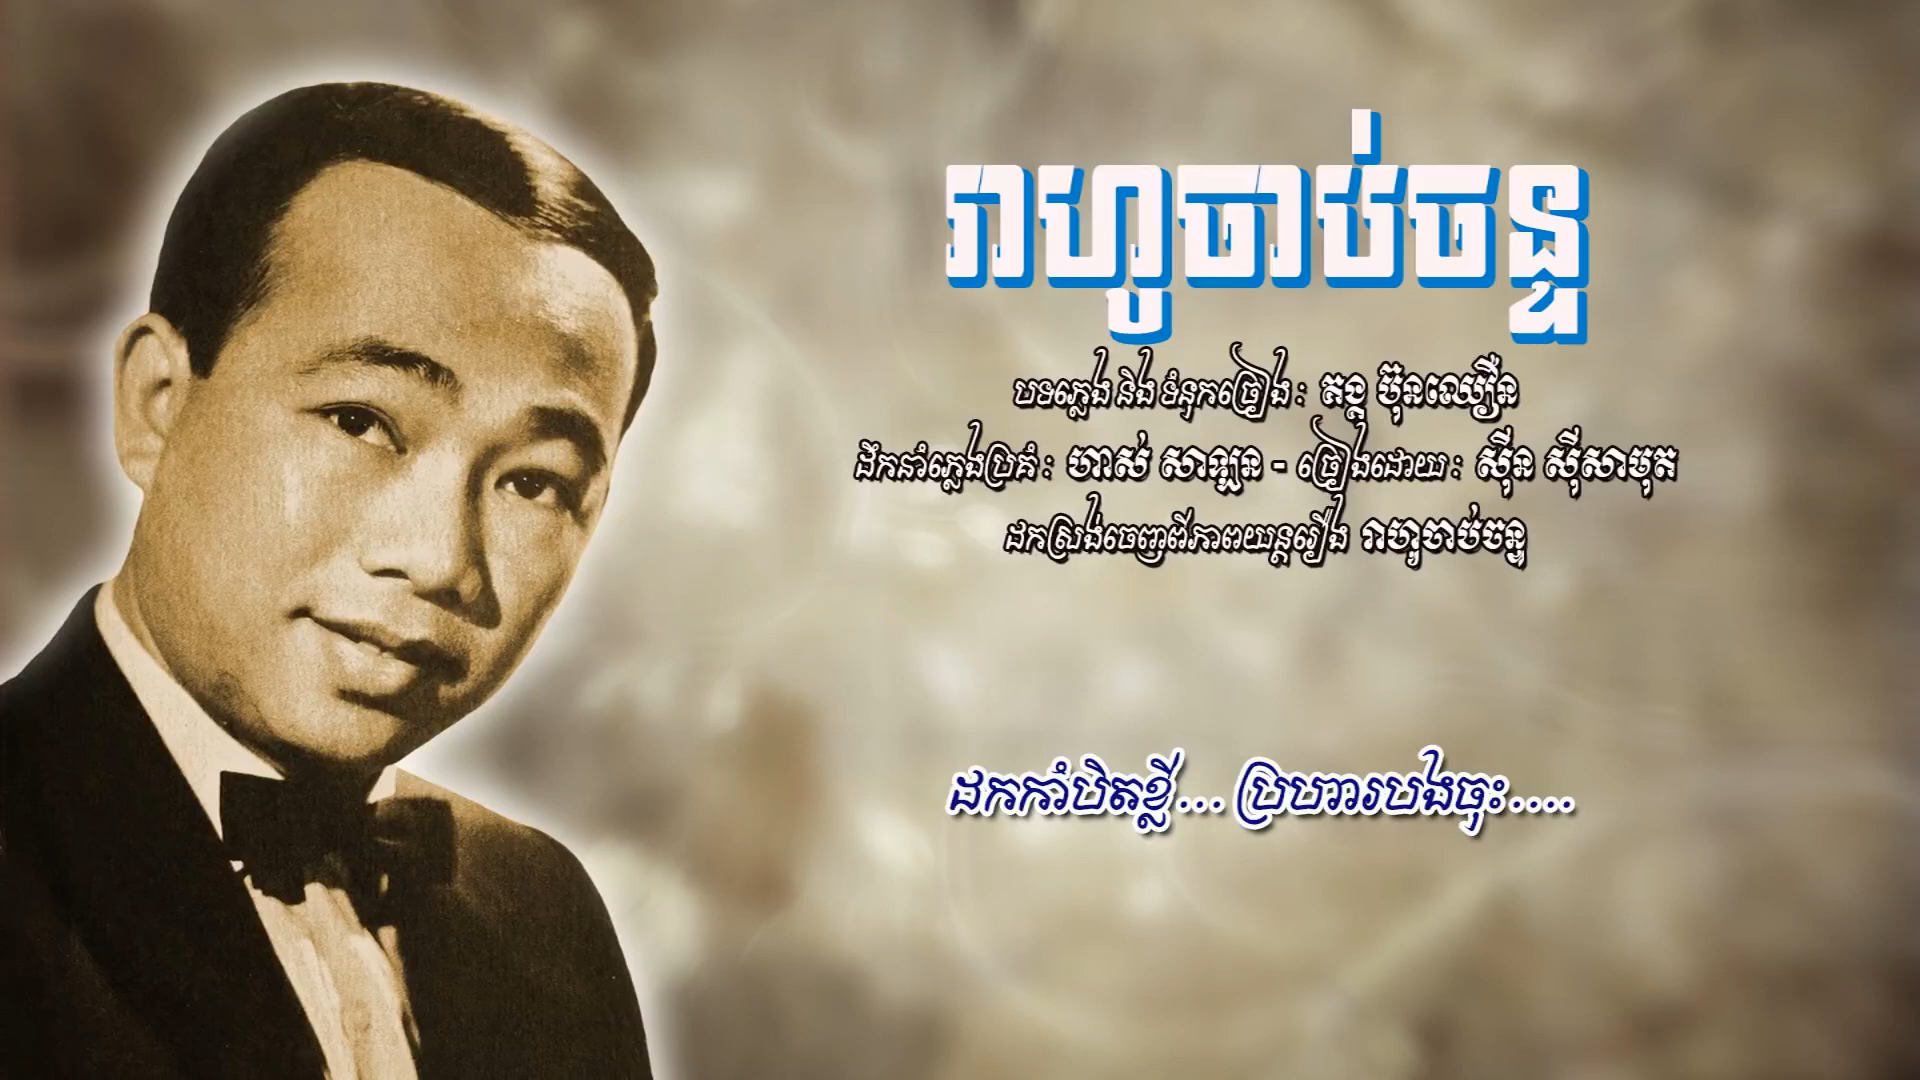 រាហូចាប់ចន្ទ
បទភ្លេង និង ទំនុកច្រៀង ៖ តង្គ ប៊ុនឈឿន
ដឹកនាំភ្លេងប្រគំ ៖ ហាស់ សាឡន - ច្រៀងដោយ ៖ ស៊ីន ស៊ីសាមុត
ដកស្រង់ចេញពីភាពយន្តរឿង រាហូចាប់ចន្ទ
ដកកាំបិតខ្លី... ប្រហារបងចុះ....